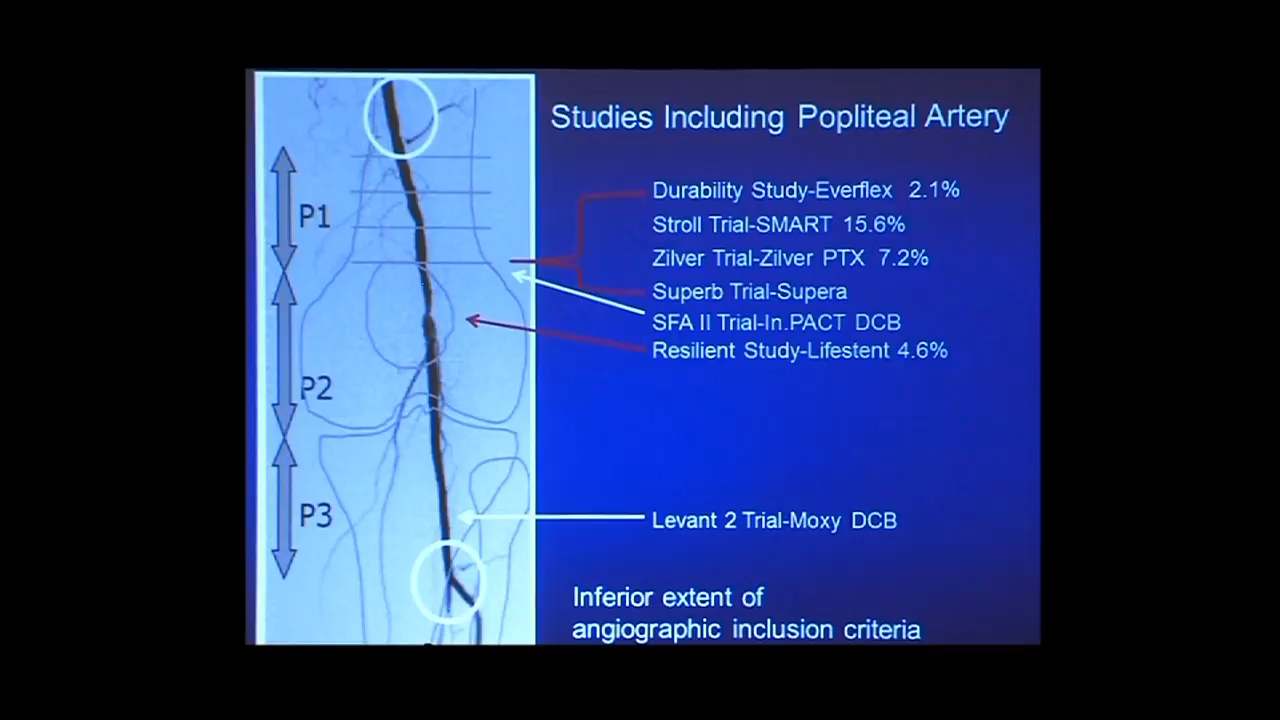 Studies Including Popliteal Artery
Durability Study-Everflex 2.1%
Stroll Trial-SMART 15.6%
Zilver Trial-Zilver PTX 7.2%
Superb Trial-Supera
SFA II Trial-In.PACT DCB
Resilient Study-Lifestent 4.6%
P1
P2
P3
Levant 2 Trial-Moxy DCB
Inferior extent of
angiographic inclusion criteria